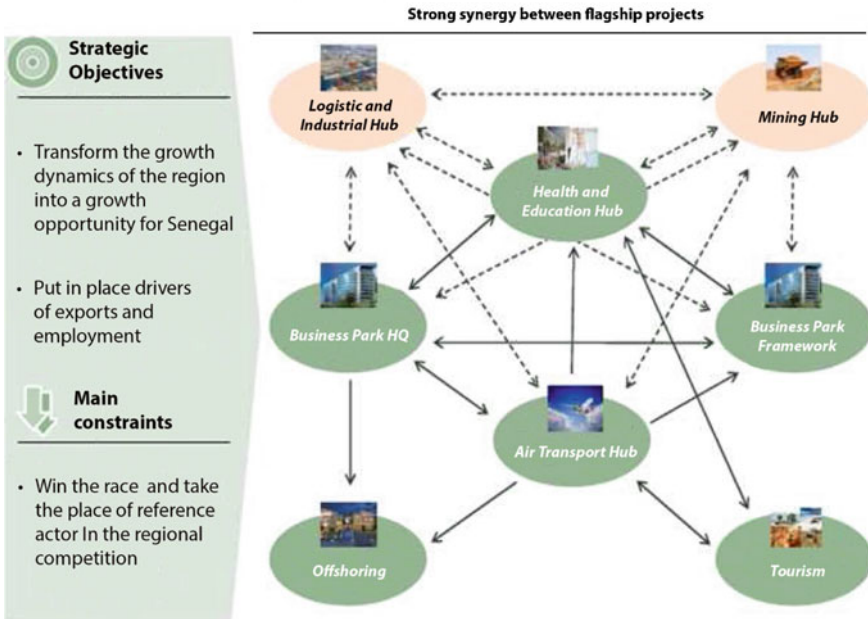 Strong synergy between flagship projects
Strategic
Objectives
• Transform the growth
dynamics of the region
into a growth
opportunity for Senegal
• Put in place drivers
of exports and
employment
Main
constraints
• Win the race and take
the place of reference
actor In the regional
competition
Logistic and
Industrial Hub
Mining Hub
Health and
Education Hub
Business Park HQ
Business Park
Framework
Air Transport Hub
Offshoring
Tourism